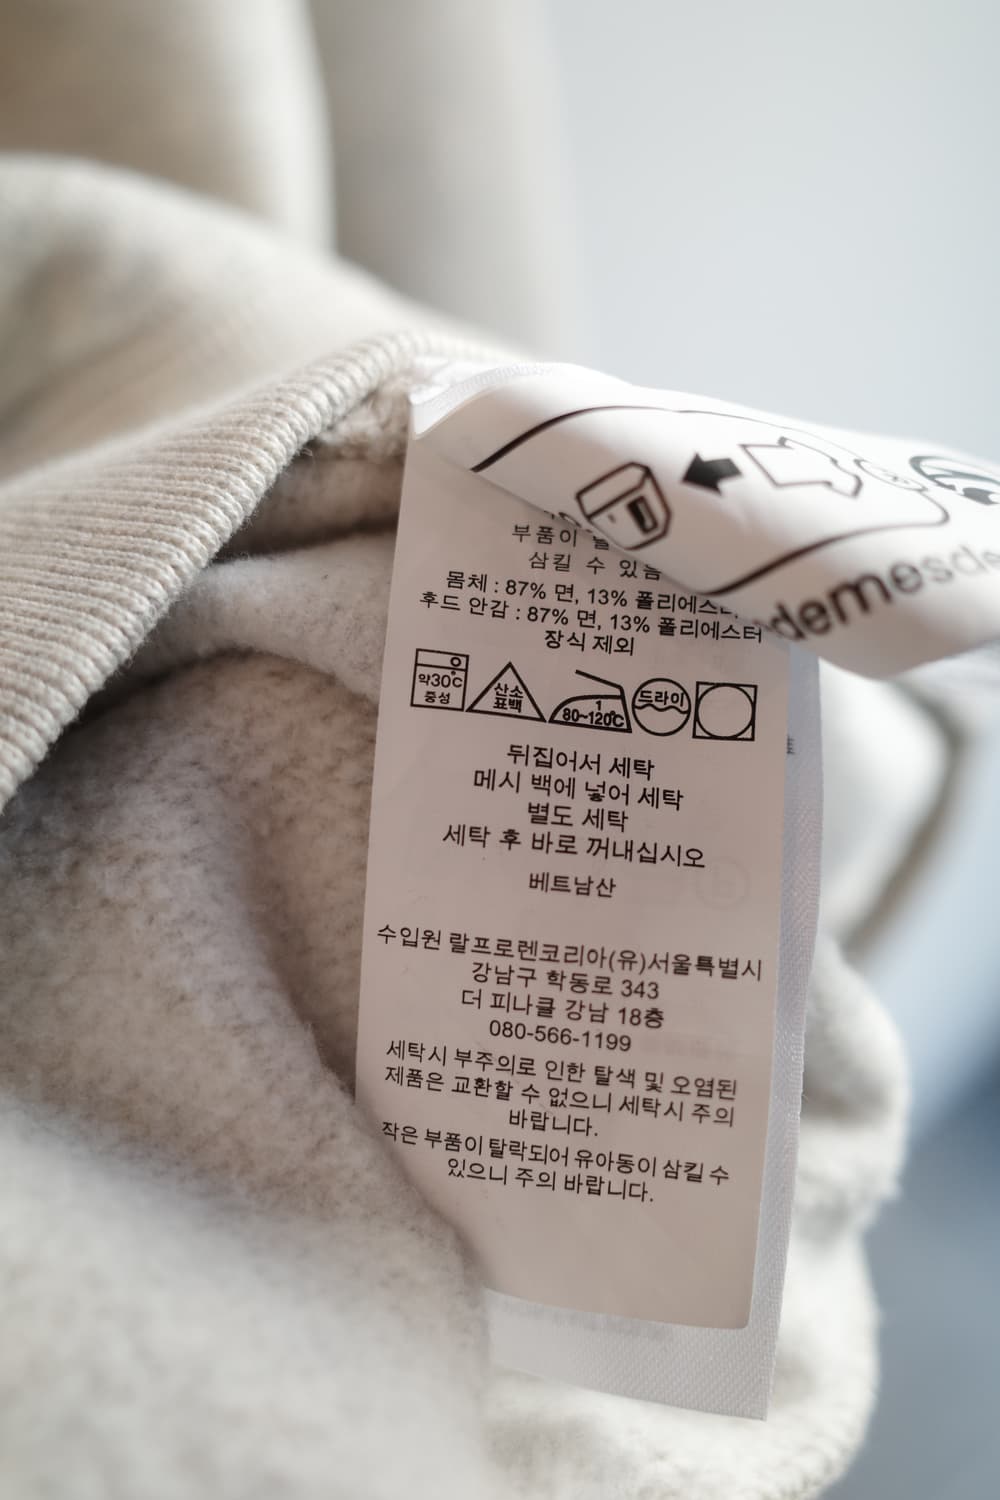 부품이
삼킬 수 있음
몸체 : 87% 면, 13% 폴리에스터
후드 안감 : 87% 면, 13% 폴리에스터
장식 제외
약30℃
중성
산소
표백
1
80~120℃
드라이
뒤집어서 세탁
메시 백에 넣어 세탁
별도 세탁
세탁 후 바로 꺼내십시오
베트남산
수입원 랄프로렌코리아(유)서울특별시
강남구 학동로 343
더 피나클 강남 18층
080-566-1199
세탁시 부주의로 인한 탈색 및 오염된
제품은 교환할 수 없으니 세탁시 주의
바랍니다.
작은 부품이 탈락되어 유아동이 삼킬 수
있으니 주의 바랍니다.